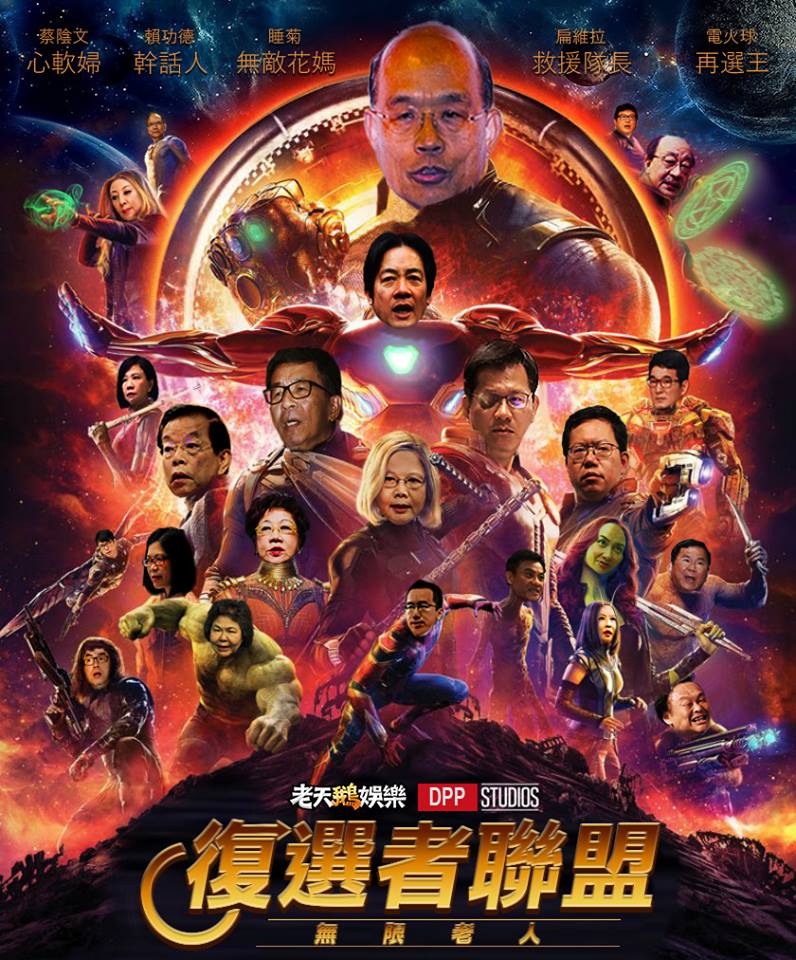 蔡陰文
心軟婦
賴功德
幹話人
睡菊
無敵花媽
扁維拉
救援隊長
電火球
再選王
老天鵝娛樂 DPP STUDIOS
復選者聯盟
無限老人